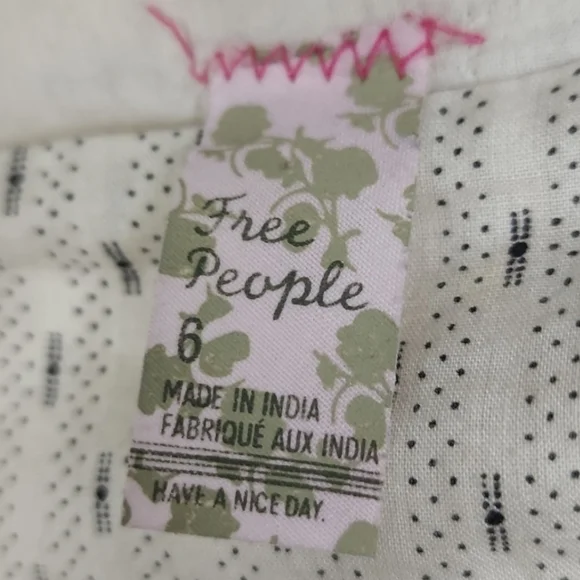 Free
People
6
MADE IN INDIA
FABRIQUÉ AUX INDIA
HAVE A NICE DAY.